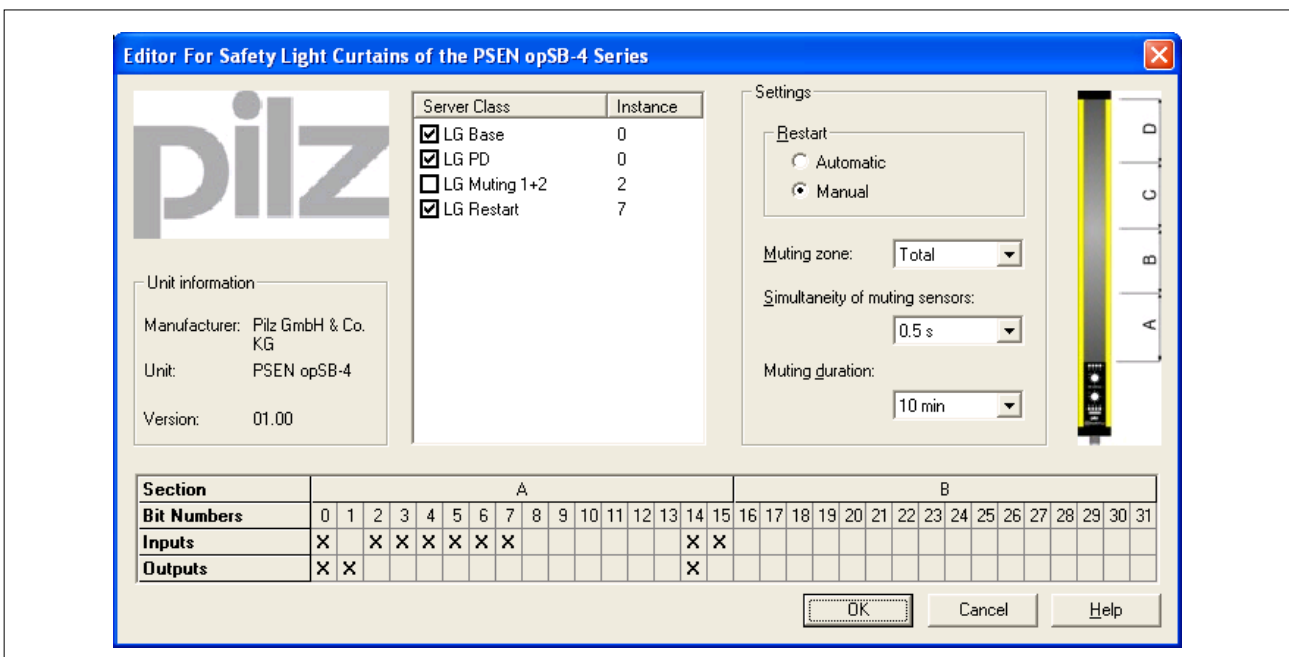 Editor For Safety Light Curtains of the PSEN opSB-4 Series
pilz
Unit information
Manufacturer: Pilz GmbH & Co. KG
Unit: PSEN opSB-4
Version: 01.00
Server Class Instance
LG Base 0
LG PD 0
LG Muting 1+2 2
LG Restart 7
Settings
Restart
Automatic
Manual
Muting zone: Total
Simultaneity of muting sensors:
0.5 s
Muting duration:
10 min
D
C
B
A
Section A B
Bit Numbers 0 1 2 3 4 5 6 7 8 9 10 11 12 13 14 15 16 17 18 19 20 21 22 23 24 25 26 27 28 29 30 31
Inputs X X X X X X X X X
Outputs X X X
OK Cancel Help